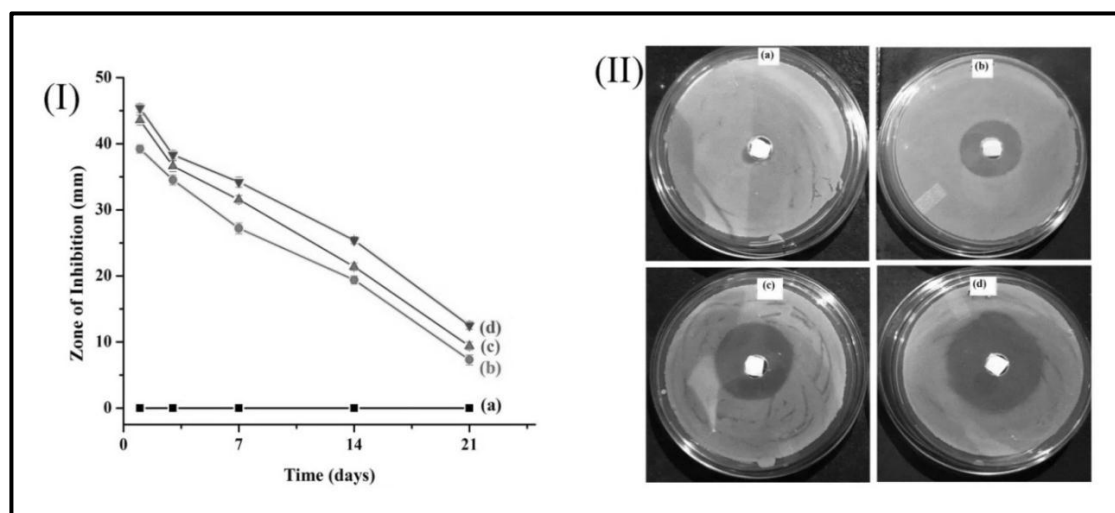 (I)
50
40
30
20
10
0
Zone of Inhibition (mm)
(d)
(c)
(b)
(a)
0 7 14 21
Time (days)
(II)
(a)
(b)
(c)
(d)